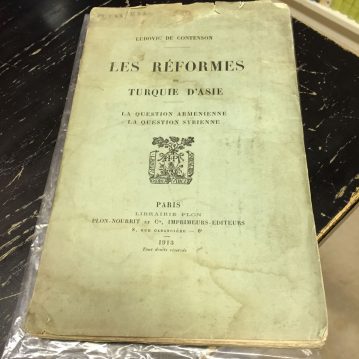 LUDOVIC DE CONTENSON
LES RÉFORMES
EN
TURQUIE D'ASIE
LA QUESTION ARMÉNIENNE
LA QUESTION SYRIENNE
PARIS
LIBRAIRIE PLON
PLON-NOURRIT ET Cie, IMPRIMEURS-ÉDITEURS
8, RUE GARANCIÈRE — 6e
1913
Tous droits réservés